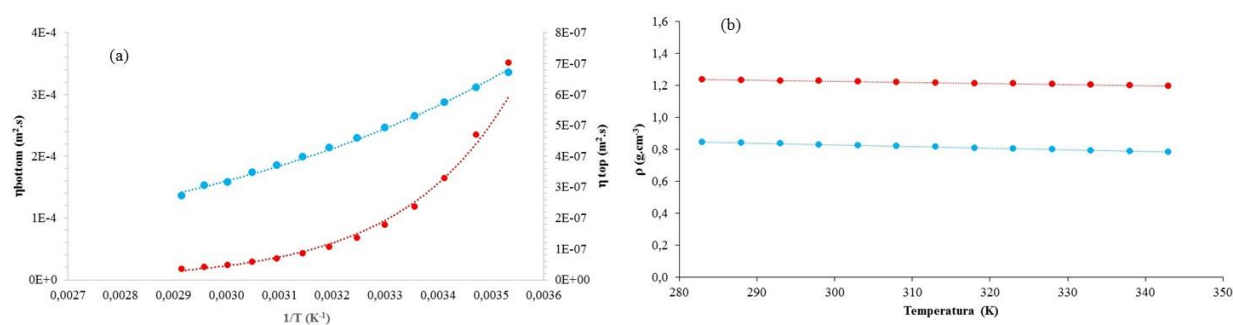 (a)
ηbottom (m².s)
4E-4
3E-4
2E-4
1E-4
0E+00
8E-07
7E-07
6E-07
5E-07
4E-07
3E-07
2E-07
1E-07
0E+00
η top (m².s)
0,0027 0,0028 0,0029 0,0030 0,0031 0,0032 0,0033 0,0034 0,0035 0,0036
1/T (K⁻¹)
(b)
ρ (g.cm⁻³)
1,6
1,4
1,2
1,0
0,8
0,6
0,4
0,2
0,0
280 290 300 310 320 330 340 350
Temperatura (K)